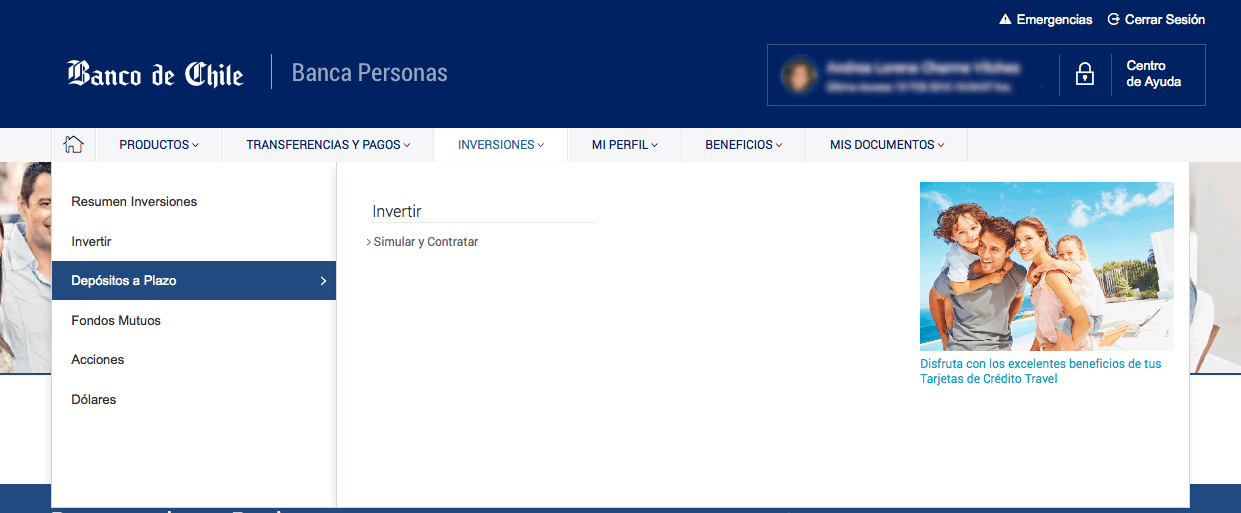 Emergencias
Cerrar Sesión
Banco de Chile
Banca Personas
Centro
de Ayuda
PRODUCTOS
TRANSFERENCIAS Y PAGOS
INVERSIONES
MI PERFIL
BENEFICIOS
MIS DOCUMENTOS
Resumen Inversiones
Invertir
Depósitos a Plazo
Fondos Mutuos
Acciones
Dólares
Invertir
Simular y Contratar
Disfruta con los excelentes beneficios de tus
Tarjetas de Crédito Travel